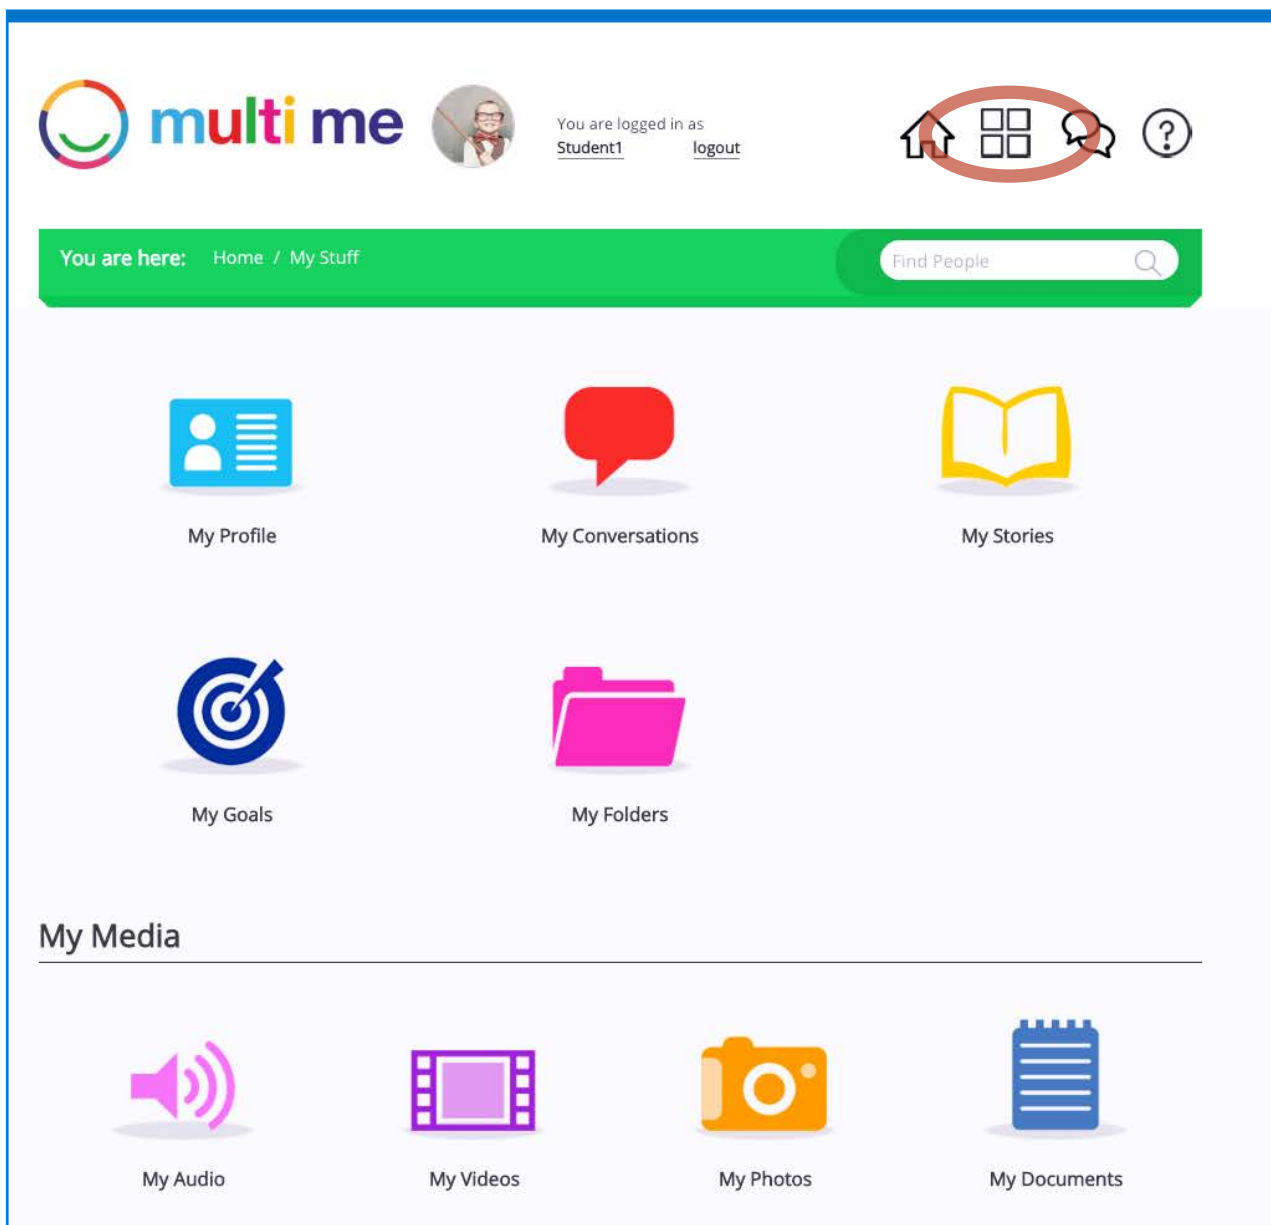 multi me
You are logged in as
Student1 logout
You are here: Home / My Stuff
Find People
My Profile
My Conversations
My Stories
My Goals
My Folders
My Media
My Audio
My Videos
My Photos
My Documents